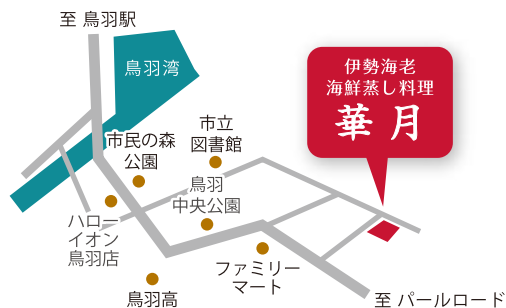 至 鳥羽駅
鳥羽湾
伊勢海老
海鮮蒸し料理
華月
市立
図書館
市民の森
公園
鳥羽
中央公園
ハロー
イオン
鳥羽店
ファミリー
マート
鳥羽高
至 パールロード